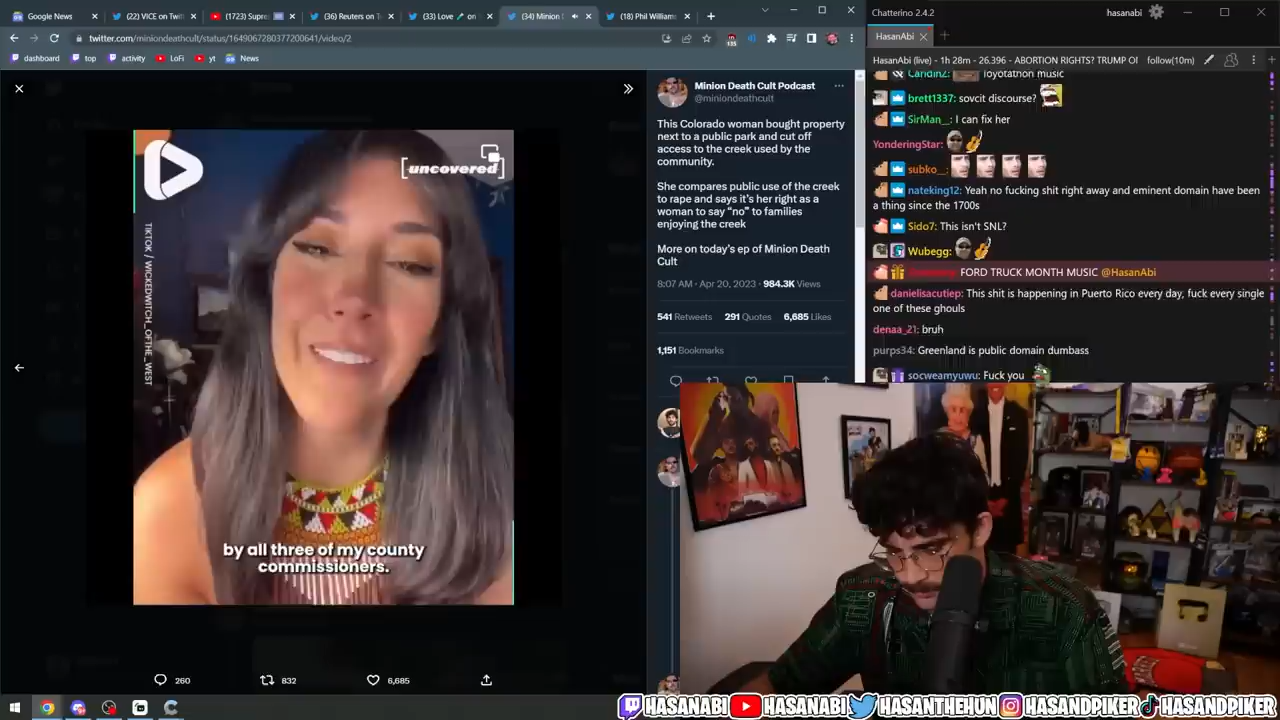 Google News
(22) VICE on Twit
(1723) Supre
(36) Reuters on T
(33) Love
on
(34) Minion
(18) Phil Williams
twitter.com/miniondeathcult/status/1649067280377200641/video/2
135
dashboard
top
activity
LoFi
yt
News
uncovered
TIKTOK / WICKEDWITCH_OFTHE_WEST
by all three of my county
commissioners.
260
832
6,685
Minion Death Cult Podcast
@miniondeathcult
This Colorado woman bought property
next to a public park and cut off
access to the creek used by the
community.
She compares public use of the creek
to rape and says it's her right as a
woman to say "no" to families
enjoying the creek
More on today's ep of Minion Death
Cult
8:07 AM · Apr 20, 2023 · 984.3K Views
541 Retweets 291 Quotes 6,685 Likes
1,151 Bookmarks
Chatterino 2.4.2
hasanabi
HasanAbi
HasanAbi (live) - 1h 28m - 26,396 - ABORTION RIGHTS? TRUMP OI
follow(10m)
Toyotathon music
brett1337: sovcit discourse?
SirMan__: I can fix her
YonderingStar:
subko__:
nateking12: Yeah no fucking shit right away and eminent domain have been
a thing since the 1700s
Sido7: This isn't SNL?
Wubegg:
FORD TRUCK MONTH MUSIC @HasanAbi
danielisacutiep: This shit is happening in Puerto Rico every day, fuck every single
one of these ghouls
denaa_21: bruh
purps34: Greenland is public domain dumbass
socweamyuwu: Fuck you
HASANABI
HASANABI
HASANTHEHUN
HASANDPIKER
HASANDPIKER